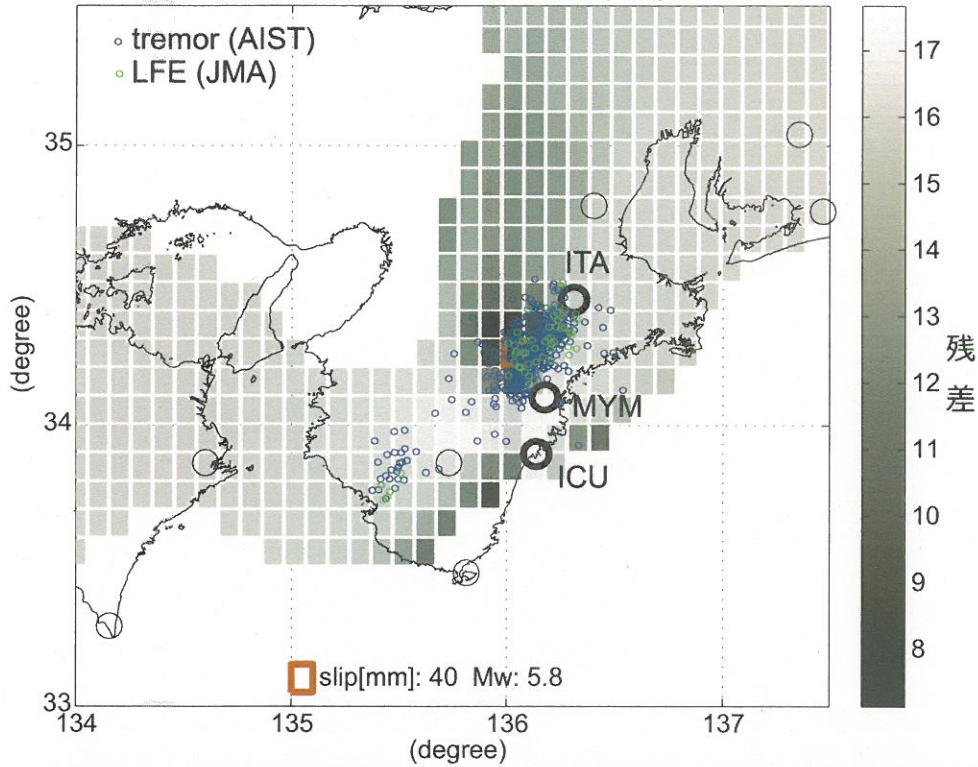 tremor (AIST)
LFE (JMA)
35
34
33
(degree)
ITA
MYM
ICU
slip[mm]: 40 Mw: 5.8
134
135
136
137
(degree)
17
16
15
14
13
12
11
10
9
8
残差